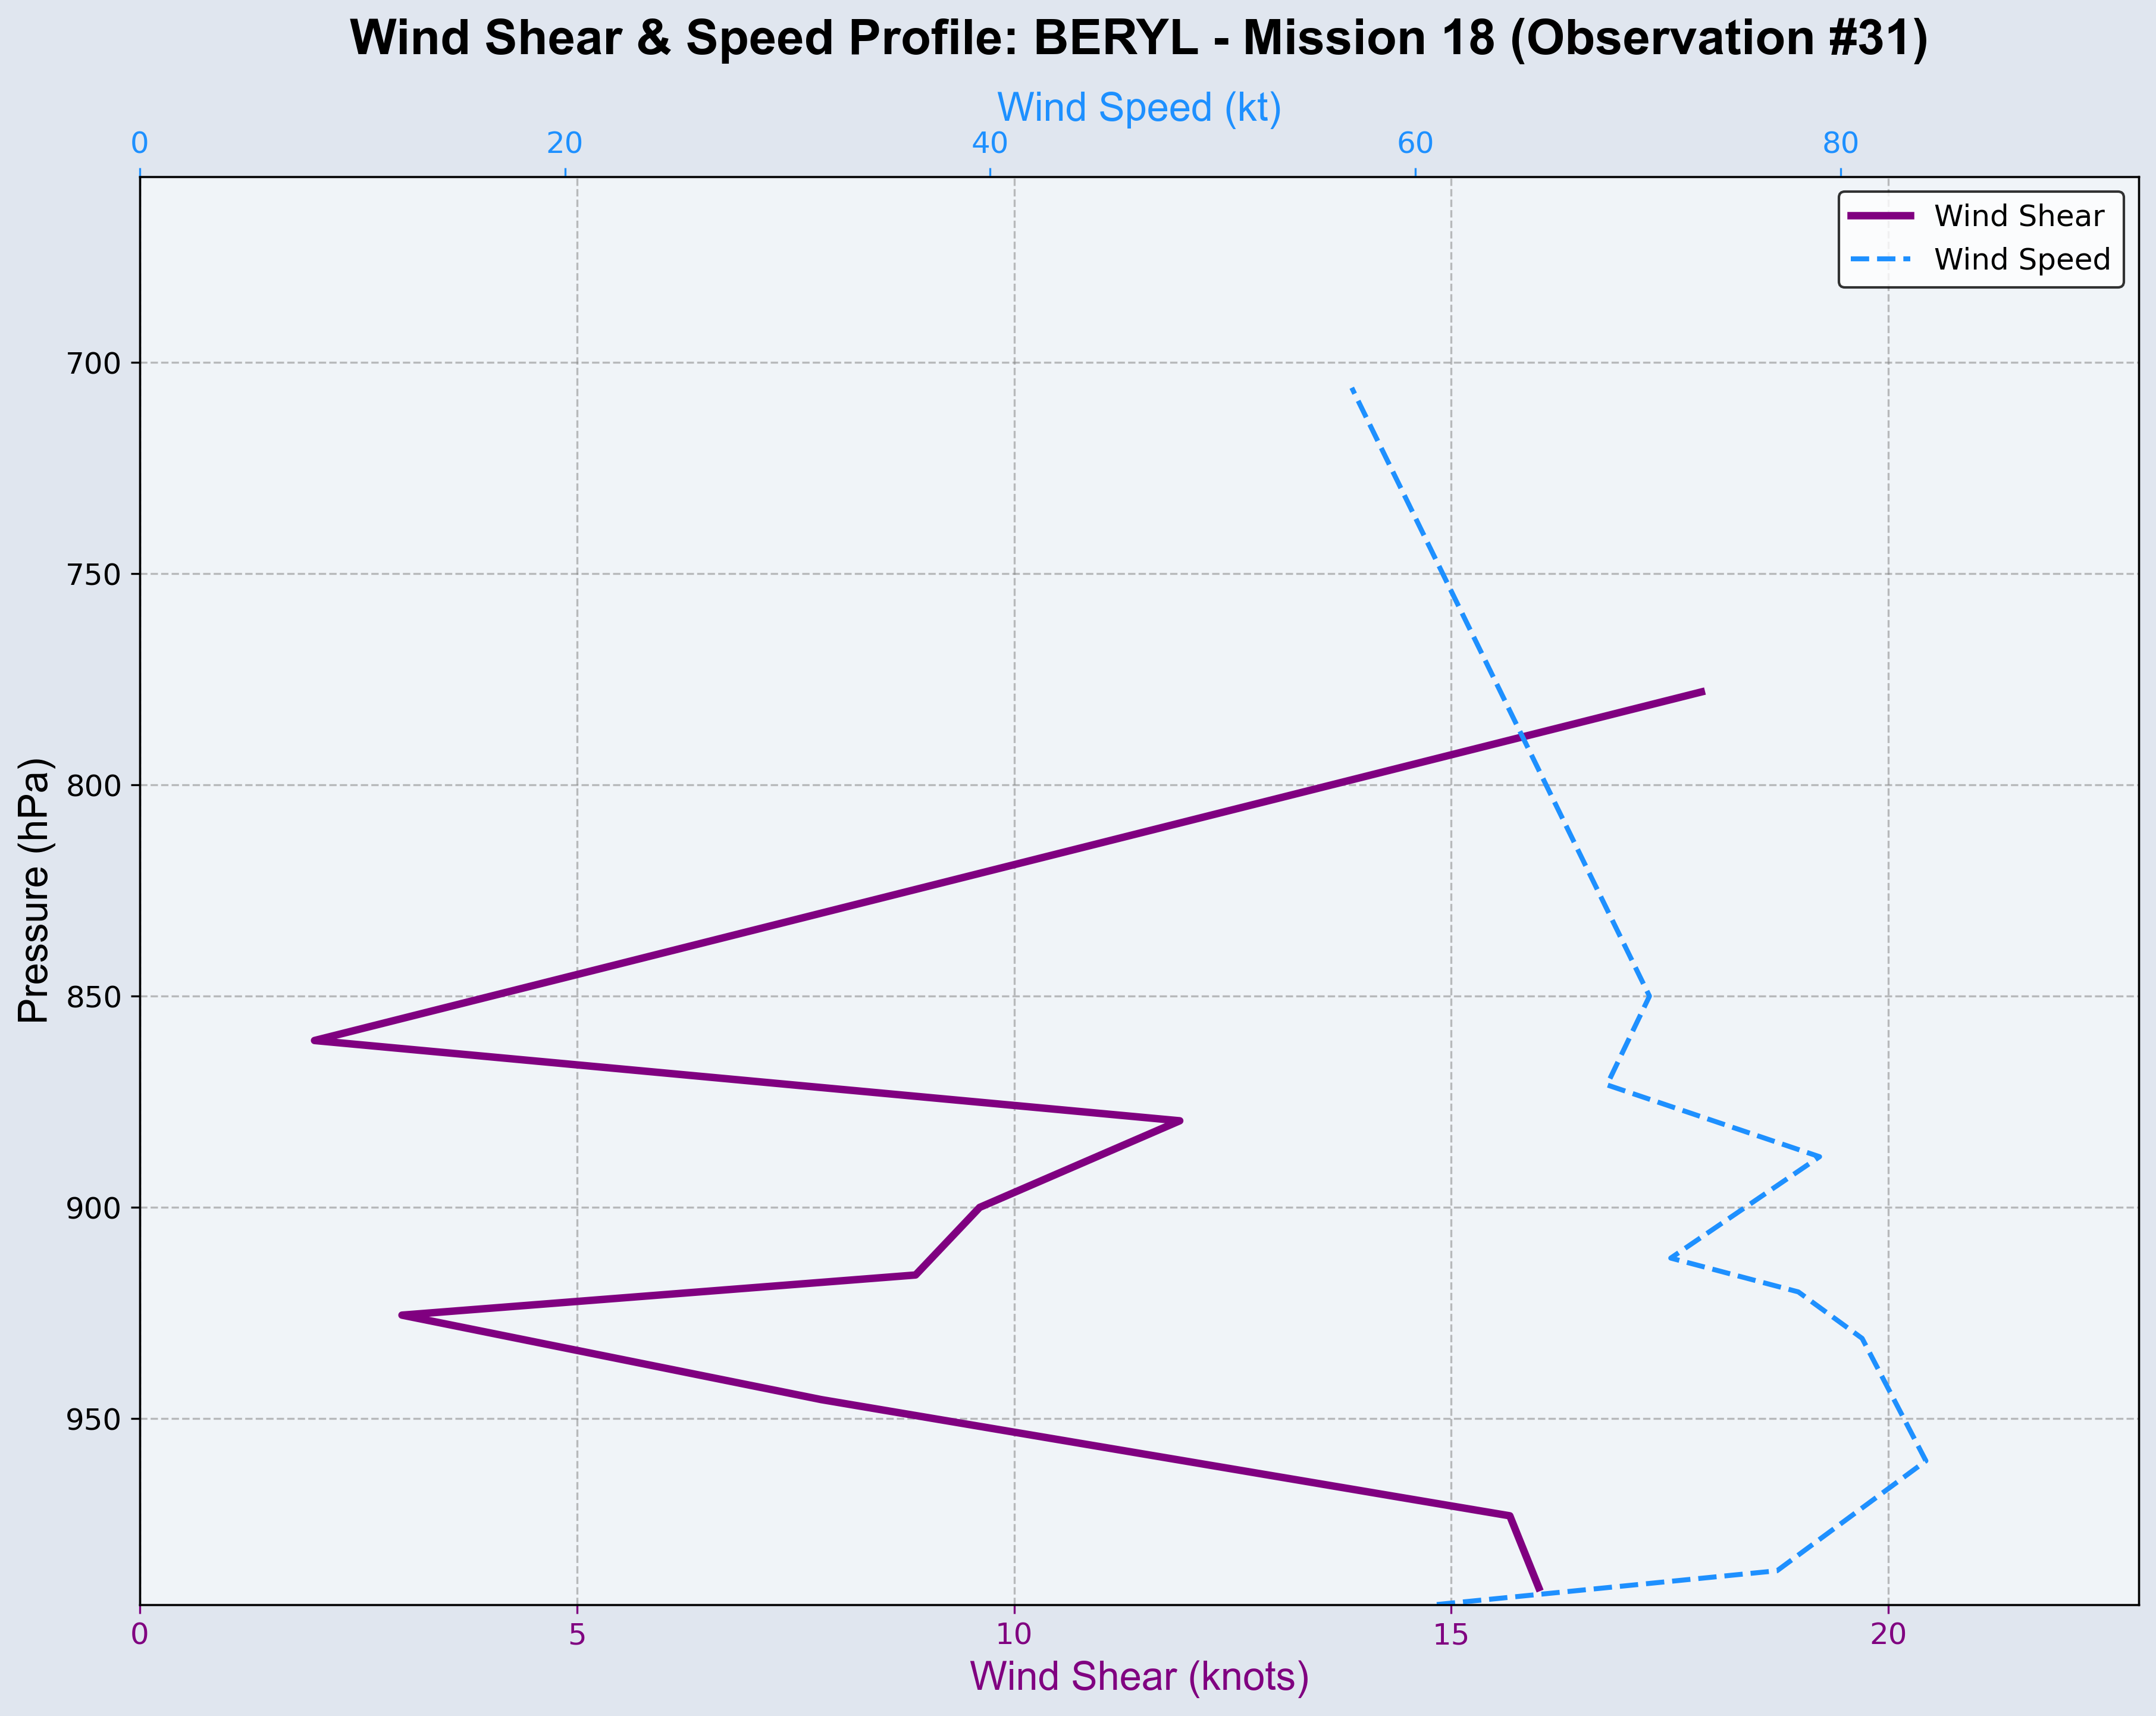 Wind Shear & Speed Profile: BERYL - Mission 18 (Observation #31)
Wind Speed (kt)
0 20 40 60 80
Wind Shear
Wind Speed
700
750
800
850
900
950
Pressure (hPa)
0 5 10 15 20
Wind Shear (knots)